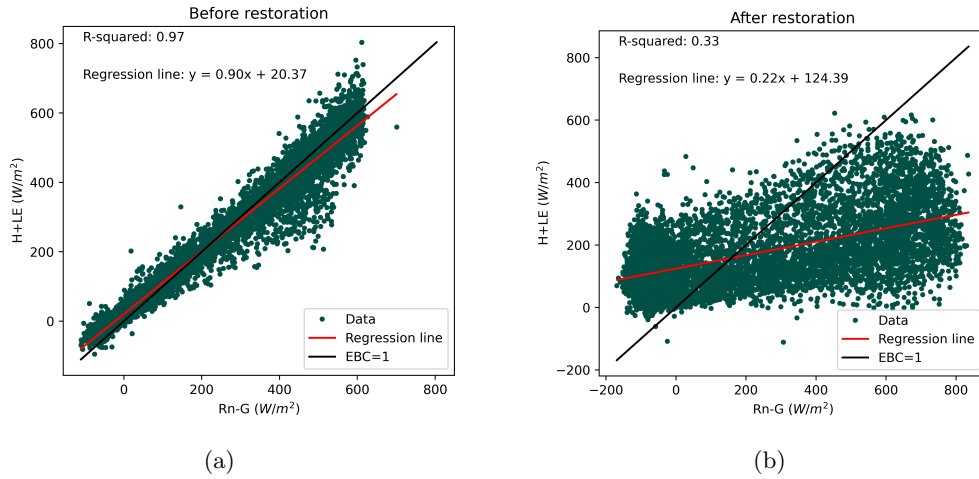 Before restoration
R-squared: 0.97
Regression line: y = 0.90x + 20.37
800
600
400
200
0
H+LE (W/m²)
Data
Regression line
EBC=1
0
200
400
600
800
Rn-G (W/m²)
(a)
After restoration
R-squared: 0.33
Regression line: y = 0.22x + 124.39
800
600
400
200
0
−200
H+LE (W/m²)
Data
Regression line
EBC=1
−200
0
200
400
600
800
Rn-G (W/m²)
(b)